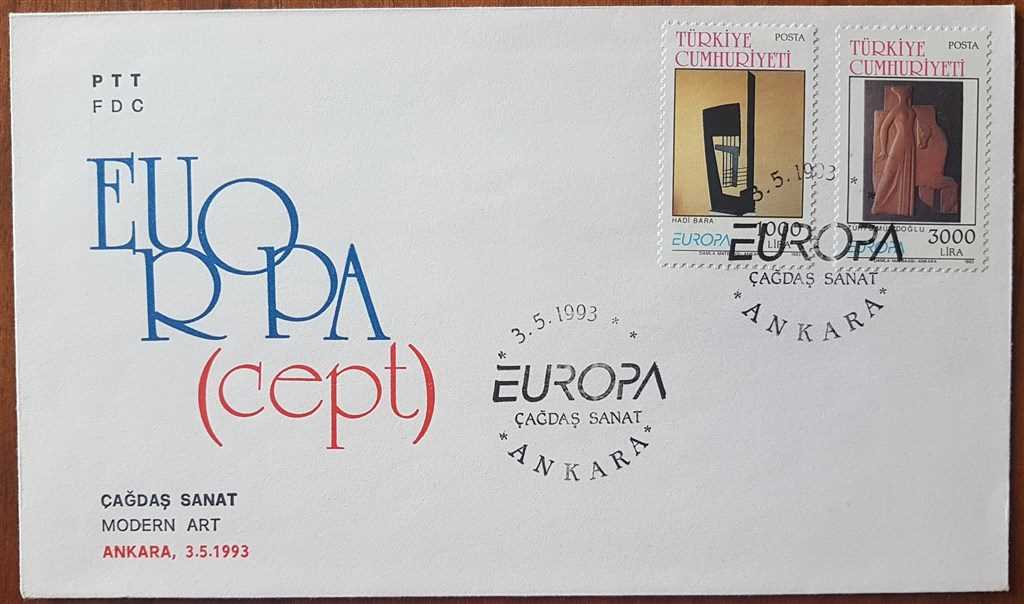 PTT
FDC
EUROPA
(cept)
ÇAĞDAŞ SANAT
MODERN ART
ANKARA, 3.5.1993
* 3.5.1993 * *
EUROPA
ÇAĞDAŞ SANAT
* ANKARA *
TÜRKİYE POSTA
CUMHURİYETİ
HADİ BARA
1000
EUROPA LİRA
TÜRKİYE POSTA
CUMHURİYETİ
3000
EUROPA LİRA
3.5.1993 *
EUROPA
ÇAĞDAŞ SANAT
* ANKARA *